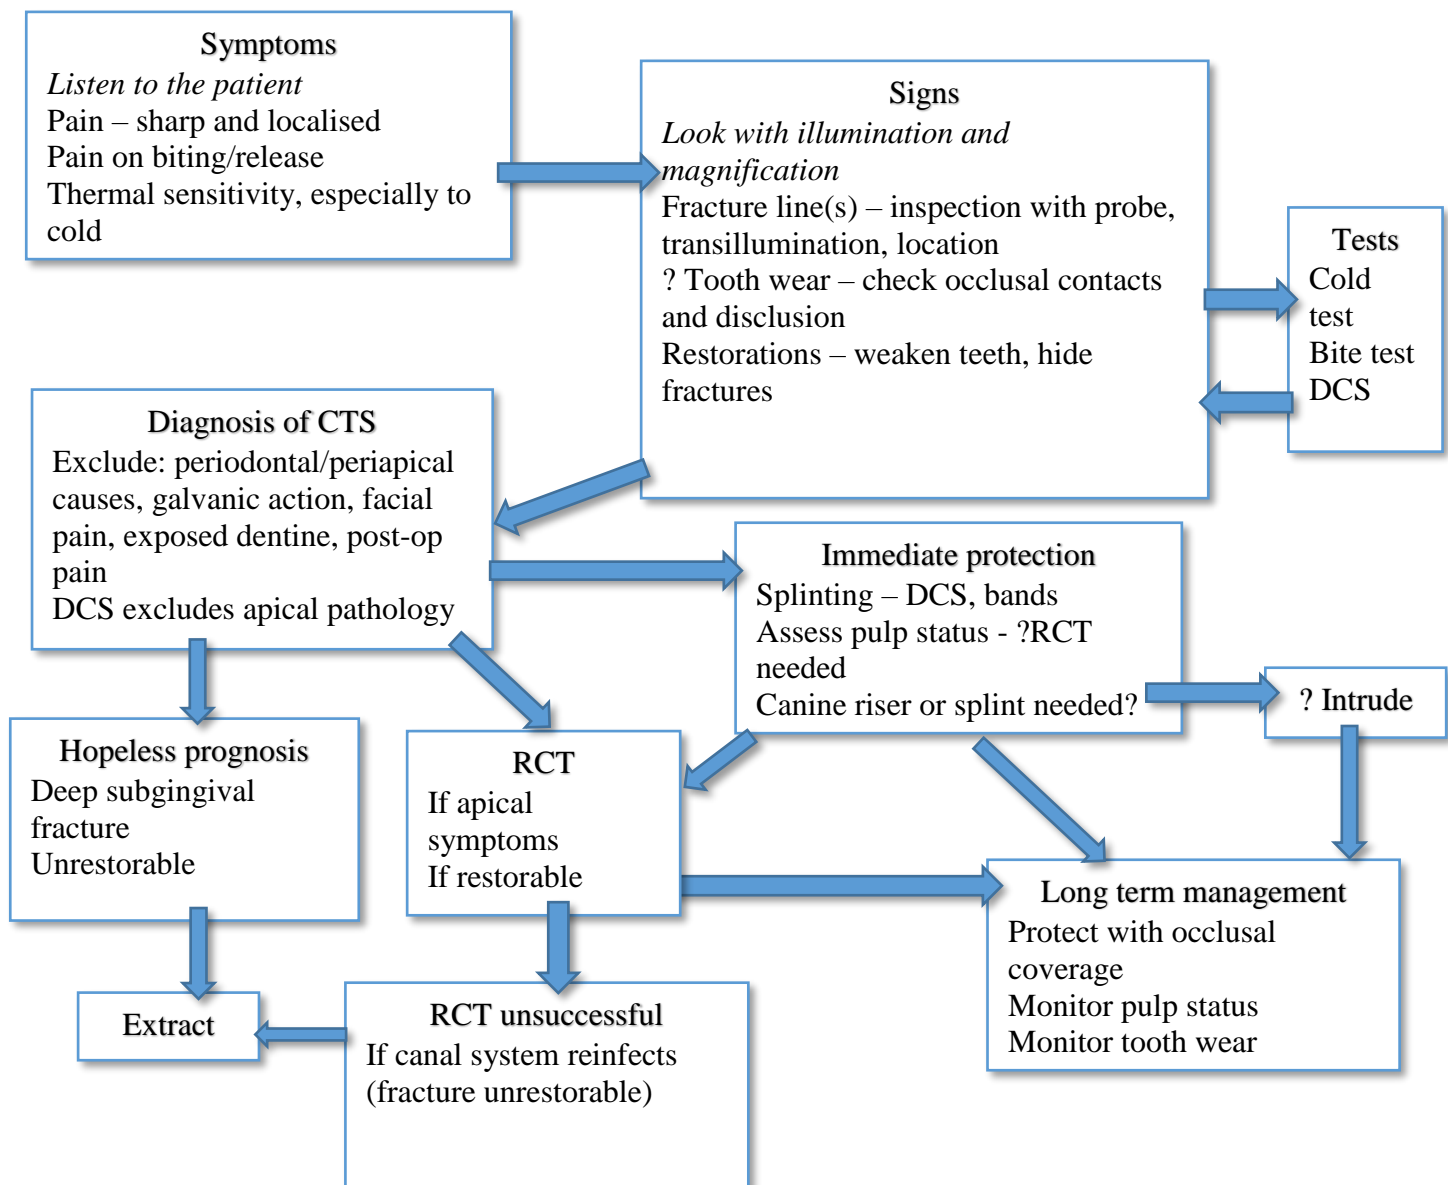 Symptoms
Listen to the patient
Pain – sharp and localised
Pain on biting/release
Thermal sensitivity, especially to
cold
Signs
Look with illumination and
magnification
Fracture line(s) – inspection with probe,
transillumination, location
? Tooth wear – check occlusal contacts
and disclusion
Restorations – weaken teeth, hide
fractures
Tests
Cold
test
Bite test
DCS
Diagnosis of CTS
Exclude: periodontal/periapical
causes, galvanic action, facial
pain, exposed dentine, post-op
pain
DCS excludes apical pathology
Immediate protection
Splinting – DCS, bands
Assess pulp status - ?RCT
needed
Canine riser or splint needed?
? Intrude
Hopeless prognosis
Deep subgingival
fracture
Unrestorable
RCT
If apical
symptoms
If restorable
Long term management
Protect with occlusal
coverage
Monitor pulp status
Monitor tooth wear
Extract
RCT unsuccessful
If canal system reinfects
(fracture unrestorable)